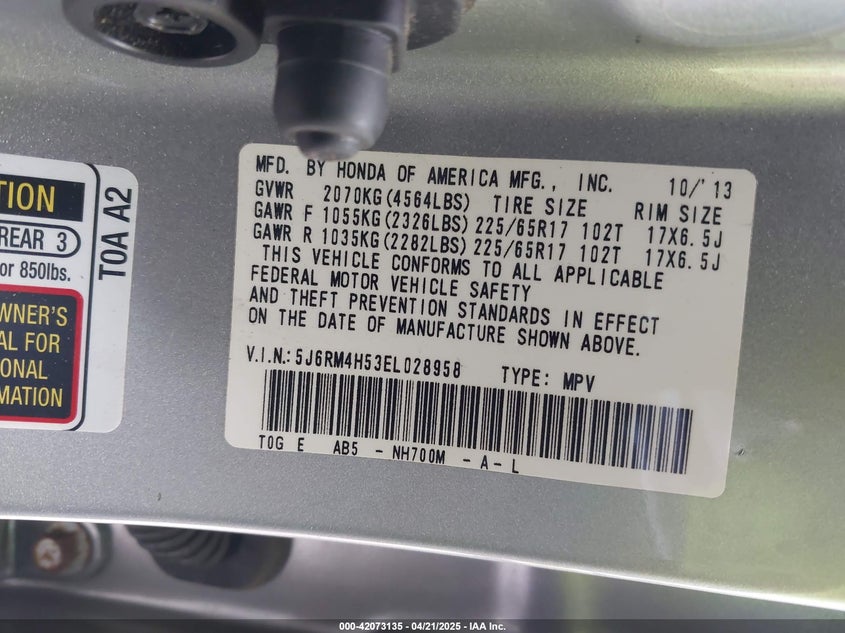 TION
REAR 3
or 850lbs.
WNER'S
AL FOR
ONAL
MATION
T0A A2
MFD. BY HONDA OF AMERICA MFG., INC. 10/'13
GVWR 2070KG(4564LBS) TIRE SIZE RIM SIZE
GAWR F 1055KG(2326LBS) 225/65R17 102T 17X6.5J
GAWR R 1035KG(2282LBS) 225/65R17 102T 17X6.5J
THIS VEHICLE CONFORMS TO ALL APPLICABLE
FEDERAL MOTOR VEHICLE SAFETY
AND THEFT PREVENTION STANDARDS IN EFFECT
ON THE DATE OF MANUFACTURE SHOWN ABOVE.
V.I.N.: 5J6RM4H53EL028958 TYPE: MPV
T0G E AB5 - NH700M - A - L
000-42073135 - 04/21/2025 - IAA Inc.